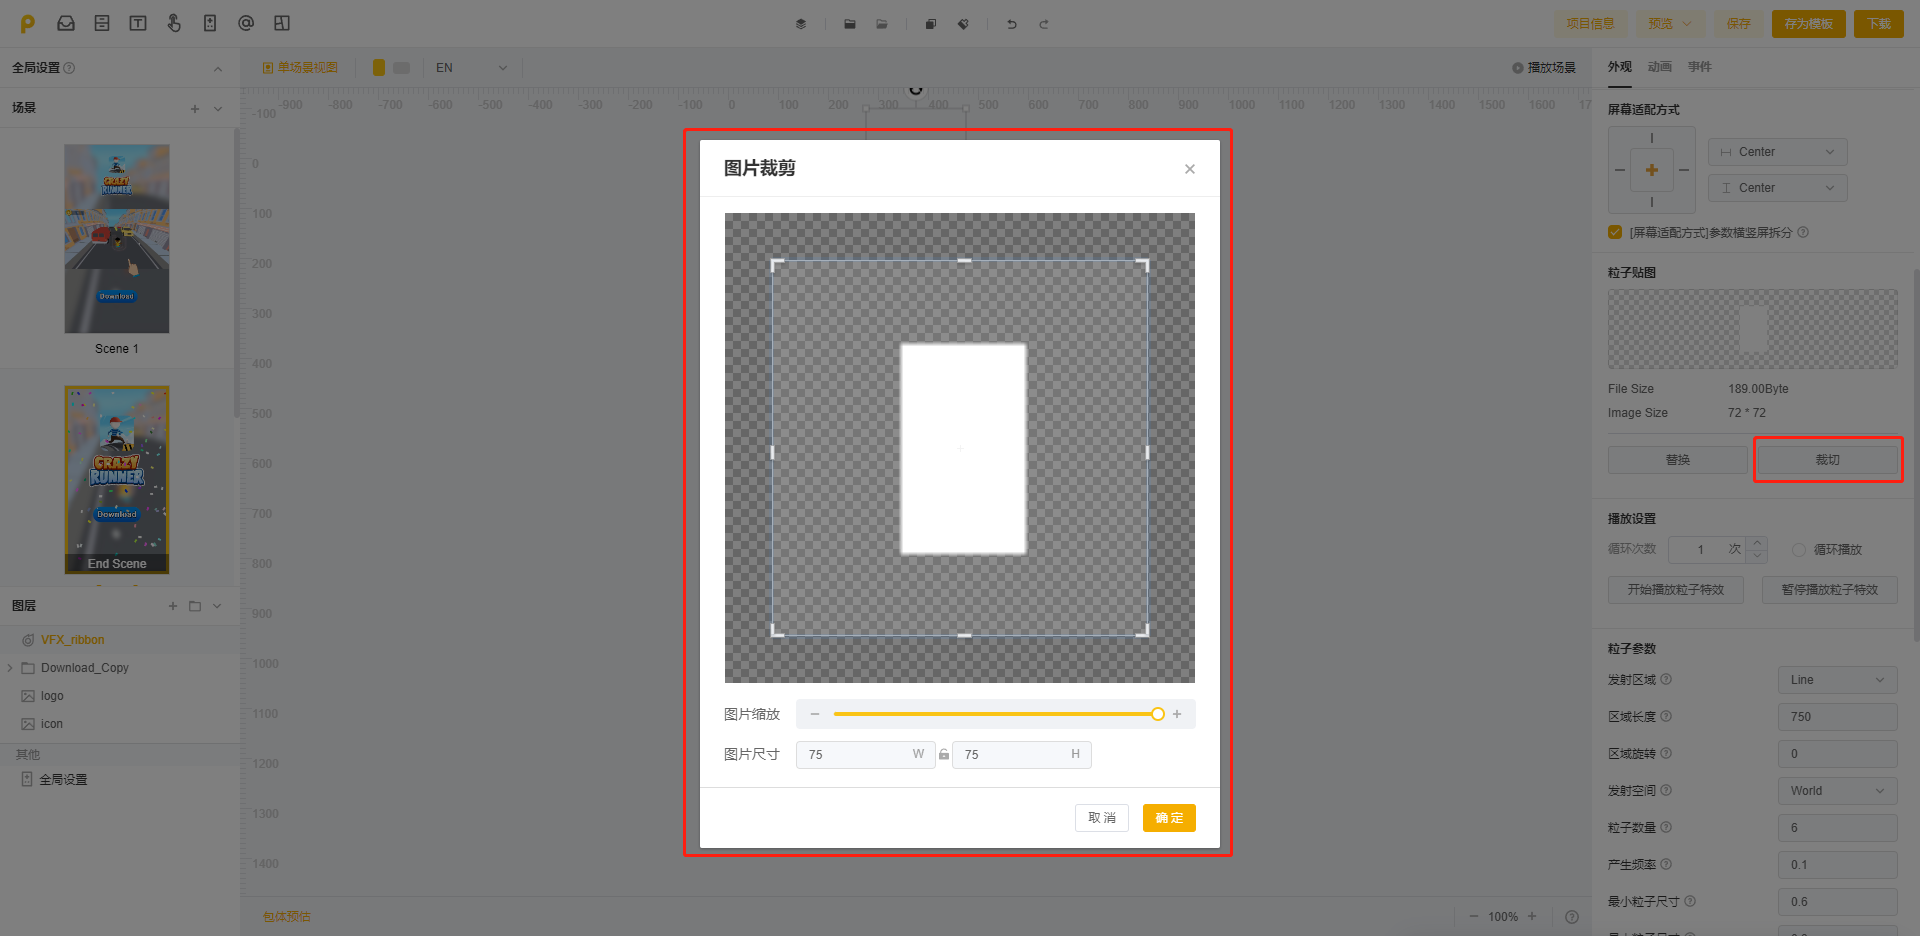 项目信息
预览
保存
存为模板
下载
全局设置
单场景视图
EN
播放场景
外观 动画 事件
场景
-900 -800 -700 -600 -500 -400 -300 -200 -100 0 100 200 300 400 500 600 700 800 900 1000 1100 1200 1300 1400 1500 1600 17
-100
0
100
200
300
400
500
600
700
800
900
1000
1100
1200
1300
1400
CRAZY
RUNNER
Download
Scene 1
CRAZY
RUNNER
Download
End Scene
图层
VFX_ribbon
Download_Copy
logo
icon
其他
全局设置
图片裁剪
图片缩放
图片尺寸
75 W
75 H
取 消
确 定
屏幕适配方式
Center
Center
[屏幕适配方式]参数横竖屏拆分
粒子贴图
File Size 189.00Byte
Image Size 72 * 72
替换
裁切
播放设置
循环次数 1 次
循环播放
开始播放粒子特效
暂停播放粒子特效
粒子参数
发射区域 Line
区域长度 750
区域旋转 0
发射空间 World
粒子数量 6
产生频率 0.1
最小粒子尺寸 0.6
包体预估
100%